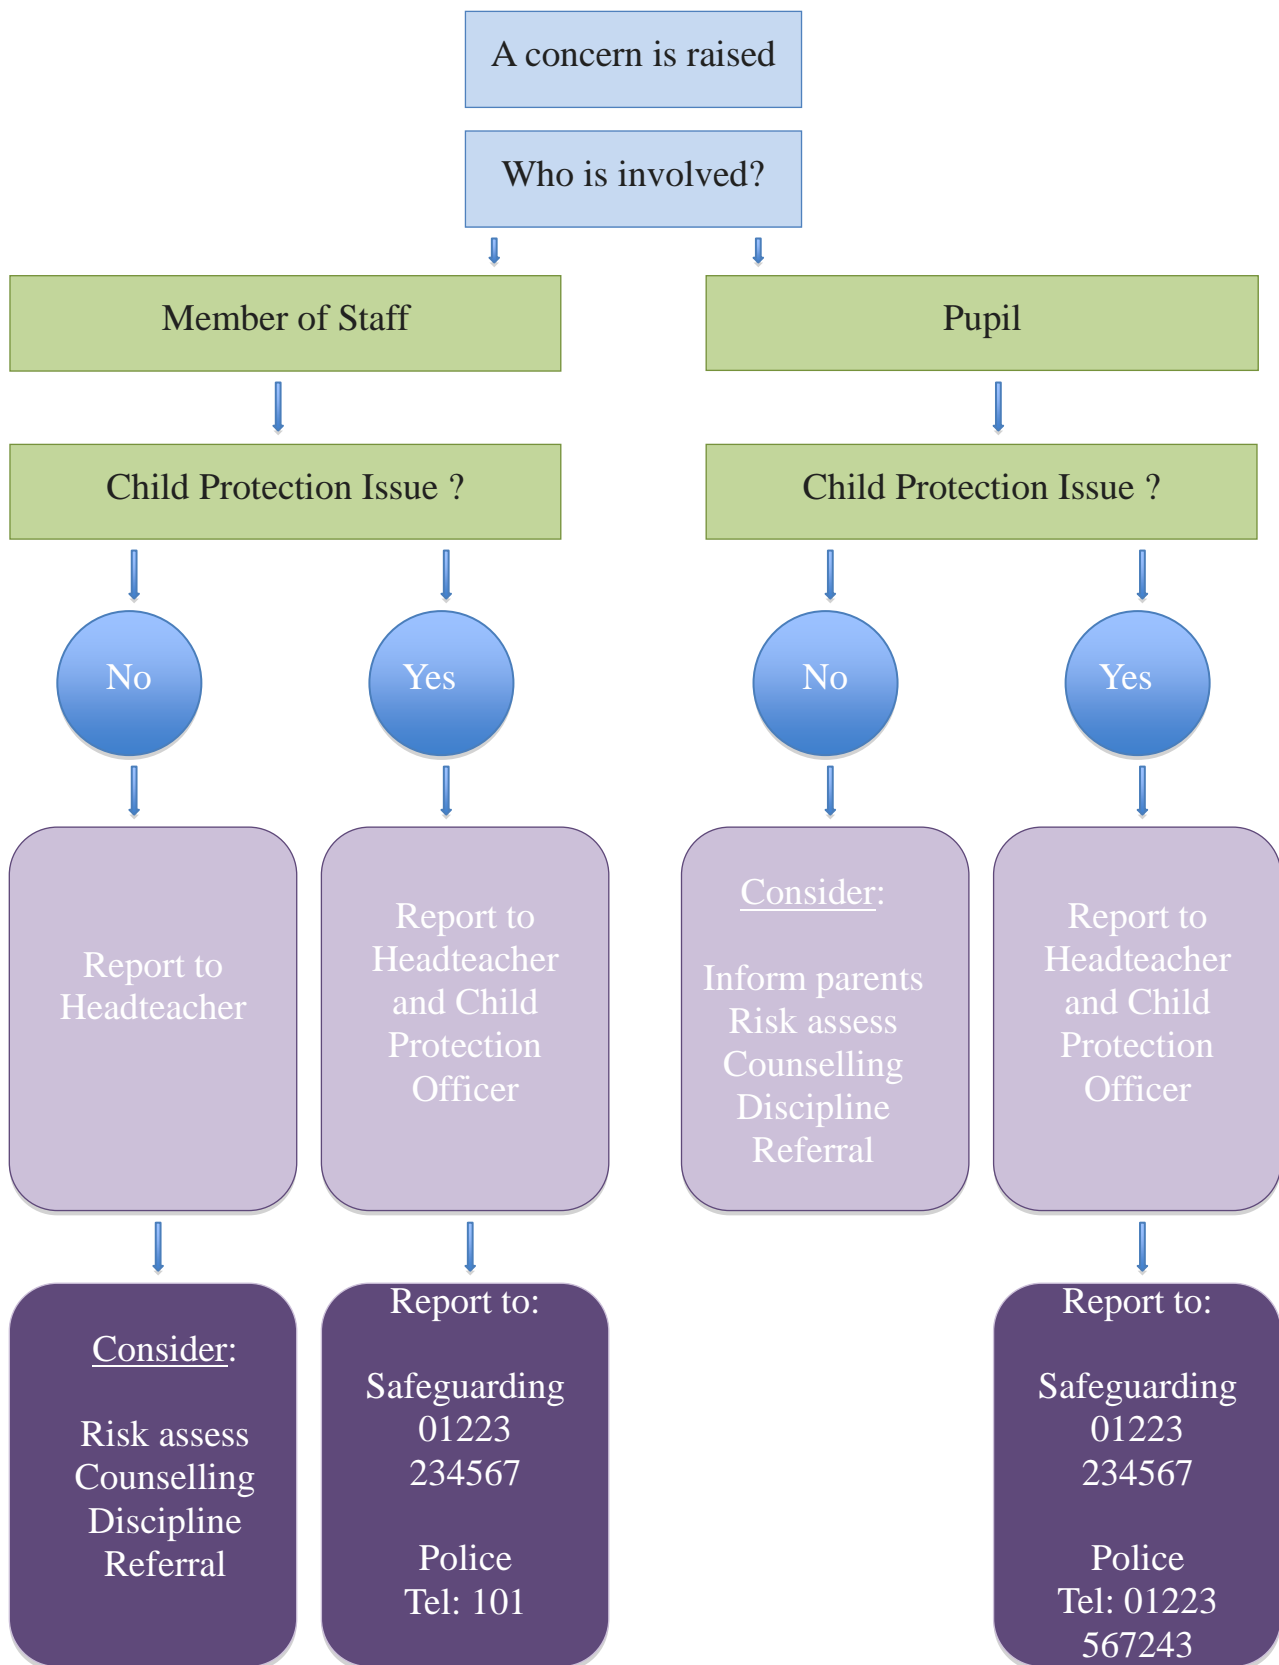 A concern is raised
Who is involved?
Member of Staff
Pupil
Child Protection Issue ?
Child Protection Issue ?
No
Yes
No
Yes
Report to
Headteacher
Report to
Headteacher
and Child
Protection
Officer
Consider:
Inform parents
Risk assess
Counselling
Discipline
Referral
Report to
Headteacher
and Child
Protection
Officer
Consider:
Risk assess
Counselling
Discipline
Referral
Report to:
Safeguarding
01223
234567
Police
Tel: 101
Report to:
Safeguarding
01223
234567
Police
Tel: 01223
567243